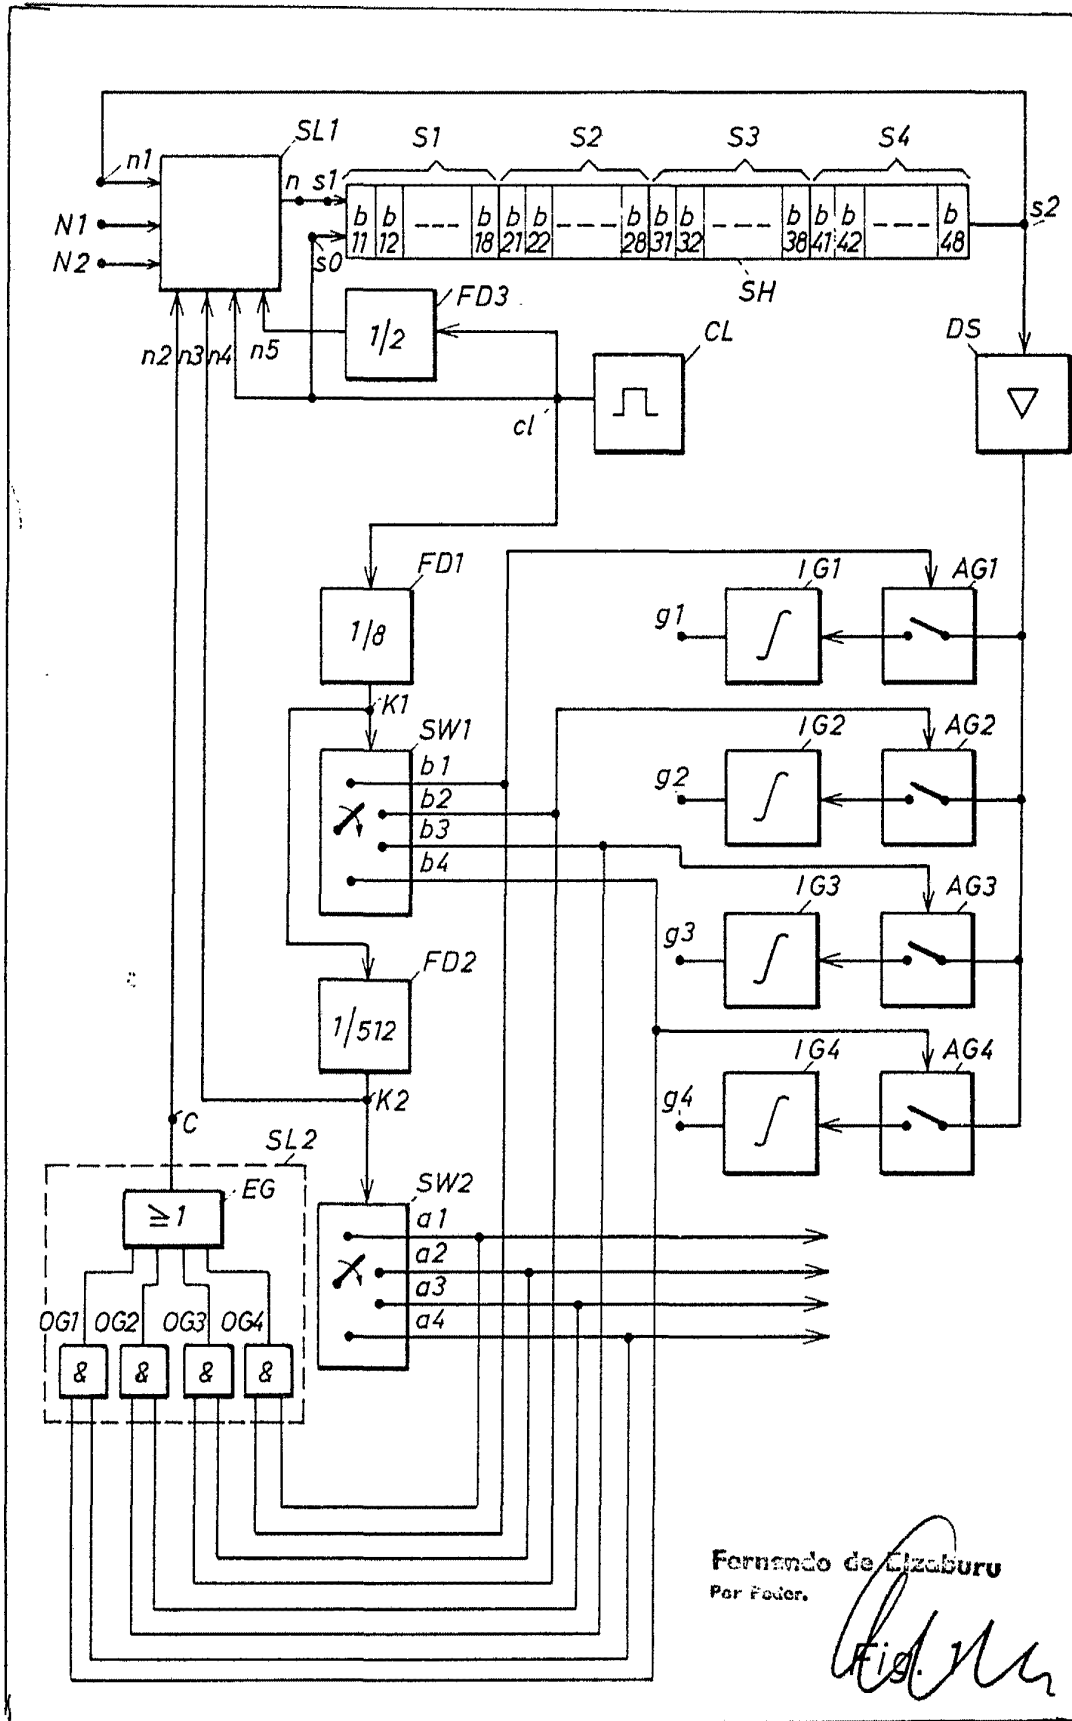 SL1
S1 S2 S3 S4
n1 n s1 s2
N1
N2
b 11 b 12 ---- b 18 b 21 b 22 ---- b 28 b 31 b 32 ---- b 38 b 41 b 42 ---- b 48
s0
SH
FD3
1/2
n2 n3 n4 n5
CL
cl
DS
FD1
1/8
K1
IG1 AG1
g1
SW1
b1
b2
b3
b4
IG2 AG2
g2
IG3 AG3
g3
FD2
1/512
K2
IG4 AG4
g4
C
SL2
EG
≥1
SW2
a1
a2
a3
a4
OG1 OG2 OG3 OG4
& & & &
Fernando de Elzaburu
Por Poder.
Fig. 1